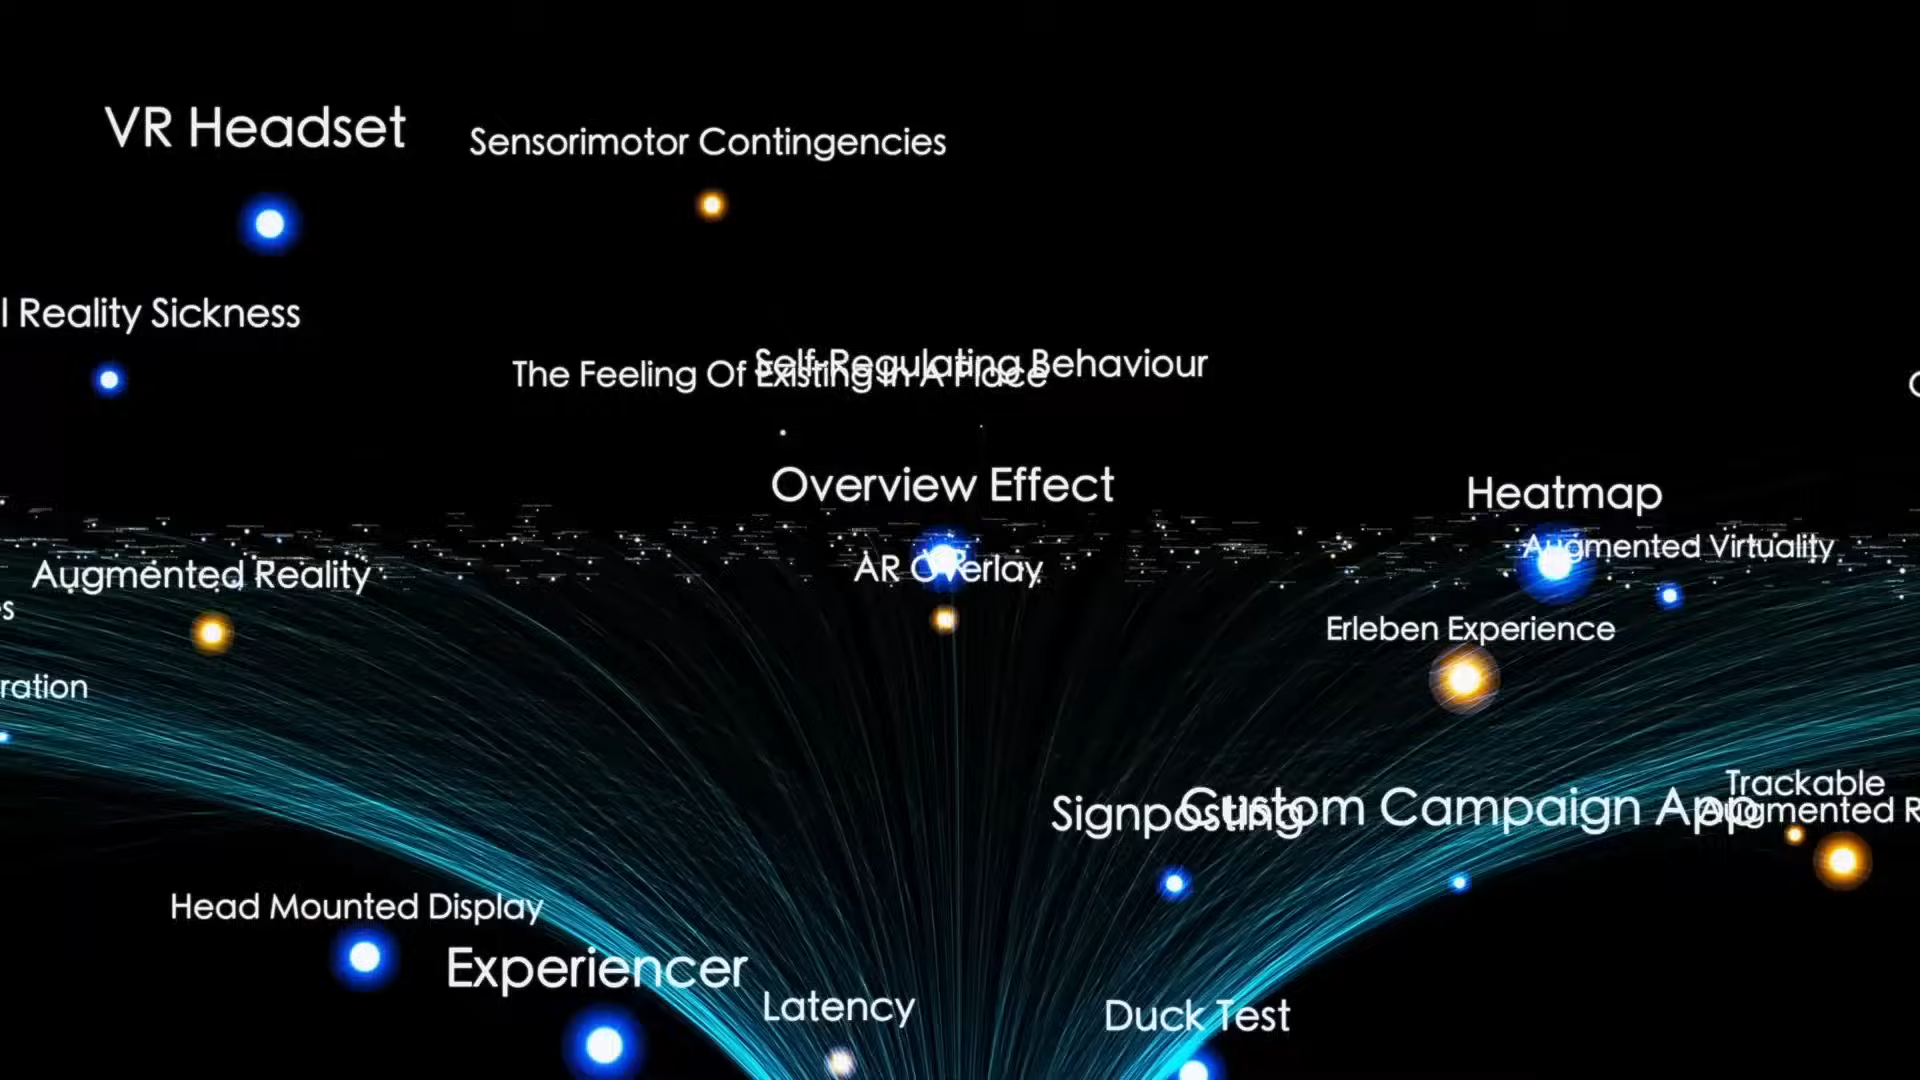 VR Headset
Sensorimotor Contingencies
l Reality Sickness
Self-Regulating Behaviour
The Feeling Of Existing In A Place
Overview Effect
Heatmap
Augmented Virtuality
VR
AR Overlay
Augmented Reality
s
Erleben Experience
ration
Trackable
Custom Campaign App
Augmented R
Signposting
Head Mounted Display
Experiencer
Latency
Duck Test